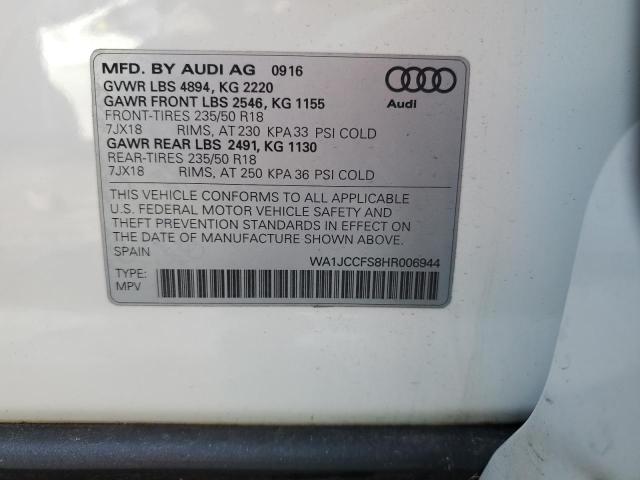 MFD. BY AUDI AG 0916
GVWR LBS 4894, KG 2220
GAWR FRONT LBS 2546, KG 1155
FRONT-TIRES 235/50 R18
7JX18 RIMS, AT 230 KPA 33 PSI COLD
GAWR REAR LBS 2491, KG 1130
REAR-TIRES 235/50 R18
7JX18 RIMS, AT 250 KPA 36 PSI COLD
Audi
THIS VEHICLE CONFORMS TO ALL APPLICABLE
U.S. FEDERAL MOTOR VEHICLE SAFETY AND
THEFT PREVENTION STANDARDS IN EFFECT ON
THE DATE OF MANUFACTURE SHOWN ABOVE.
SPAIN WA1JCCFS8HR006944
TYPE:
MPV